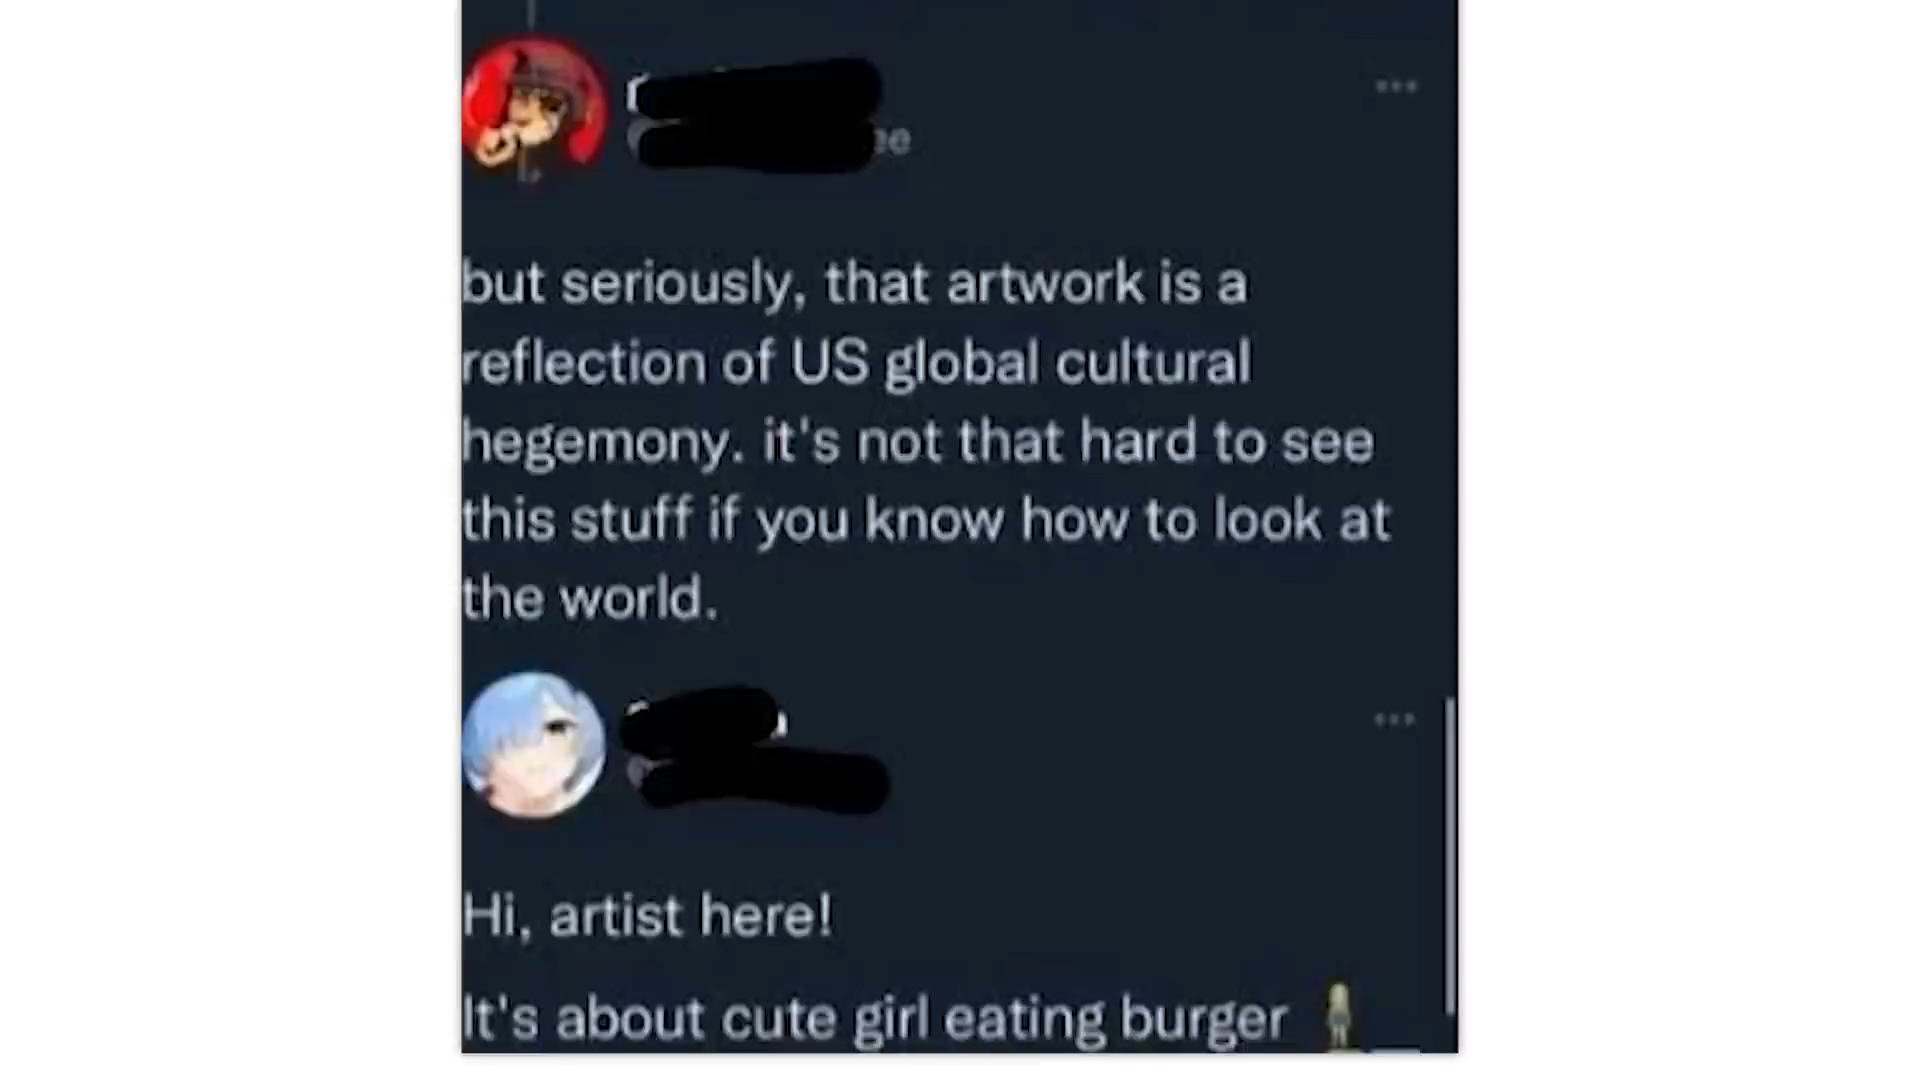 but seriously, that artwork is a
reflection of US global cultural
hegemony. it's not that hard to see
this stuff if you know how to look at
the world.
Hi, artist here!
It's about cute girl eating burger